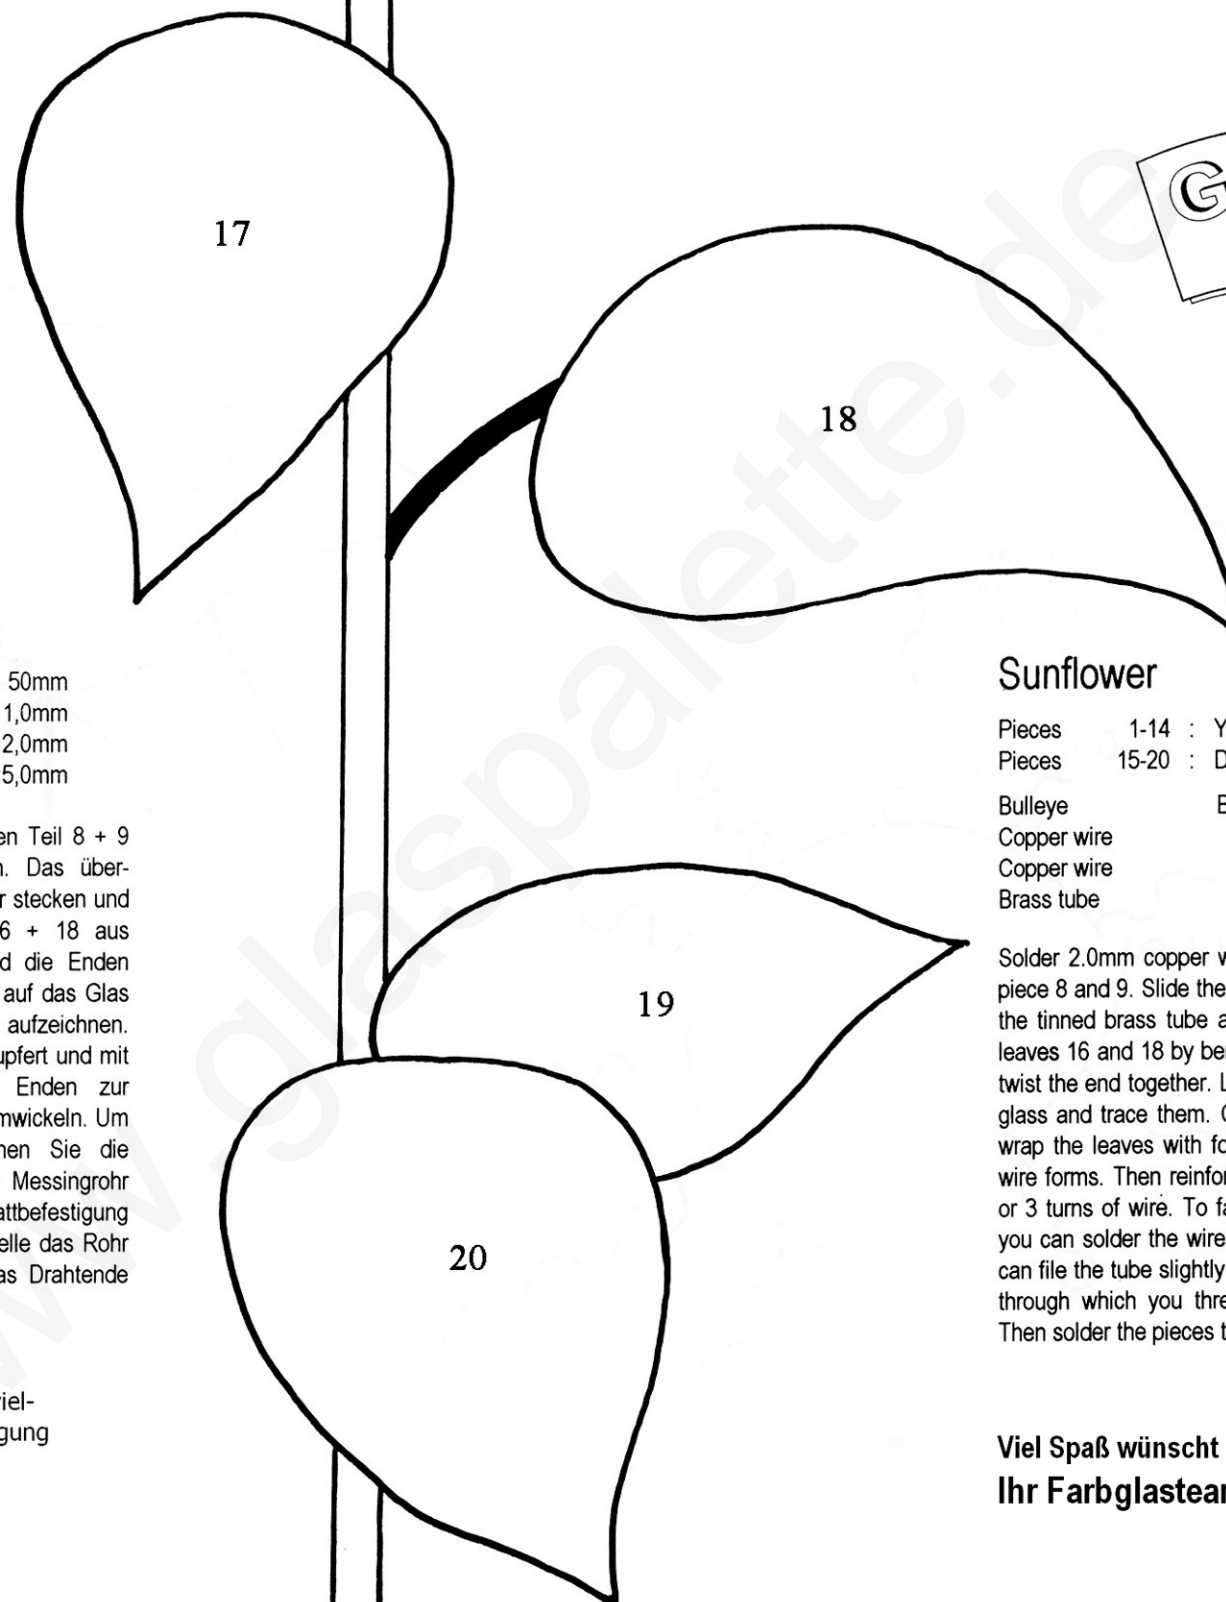 G
17
18
50mm
1,0mm
2,0mm
5,0mm
en Teil 8 + 9
n. Das über-
r stecken und
6 + 18 aus
d die Enden
auf das Glas
aufzeichnen.
upfert und mit
Enden zur
mwickeln. Um
nen Sie die
Messingrohr
attbefestigung
elle das Rohr
as Drahtende
viel-
gung
19
20
Sunflower
Pieces 1-14 : Y
Pieces 15-20 : D
Bulleye B
Copper wire
Copper wire
Brass tube
Solder 2.0mm copper w
piece 8 and 9. Slide the
the tinned brass tube a
leaves 16 and 18 by ber
twist the end together. L
glass and trace them. C
wrap the leaves with fo
wire forms. Then reinfor
or 3 turns of wire. To fa
you can solder the wire
can file the tube slightly
through which you thre
Then solder the pieces t
Viel Spaß wünscht
Ihr Farbglastear
www.glaspalette.de